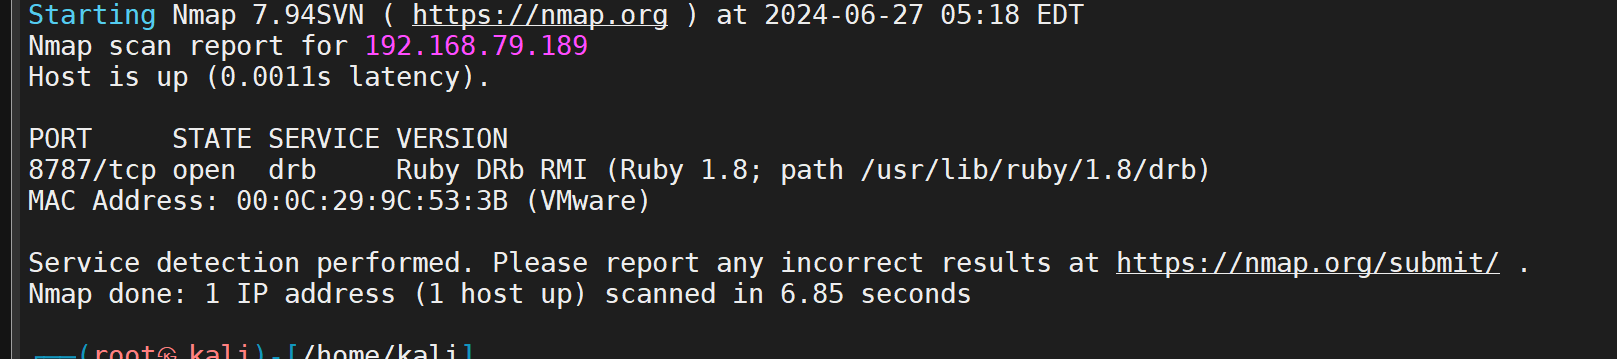 Starting Nmap 7.94SVN ( https://nmap.org ) at 2024-06-27 05:18 EDT
Nmap scan report for 192.168.79.189
Host is up (0.0011s latency).
PORT     STATE SERVICE VERSION
8787/tcp open  drb     Ruby DRb RMI (Ruby 1.8; path /usr/lib/ruby/1.8/drb)
MAC Address: 00:0C:29:9C:53:3B (VMware)
Service detection performed. Please report any incorrect results at https://nmap.org/submit/ .
Nmap done: 1 IP address (1 host up) scanned in 6.85 seconds
┌──(root㉿kali)-[/home/kali]